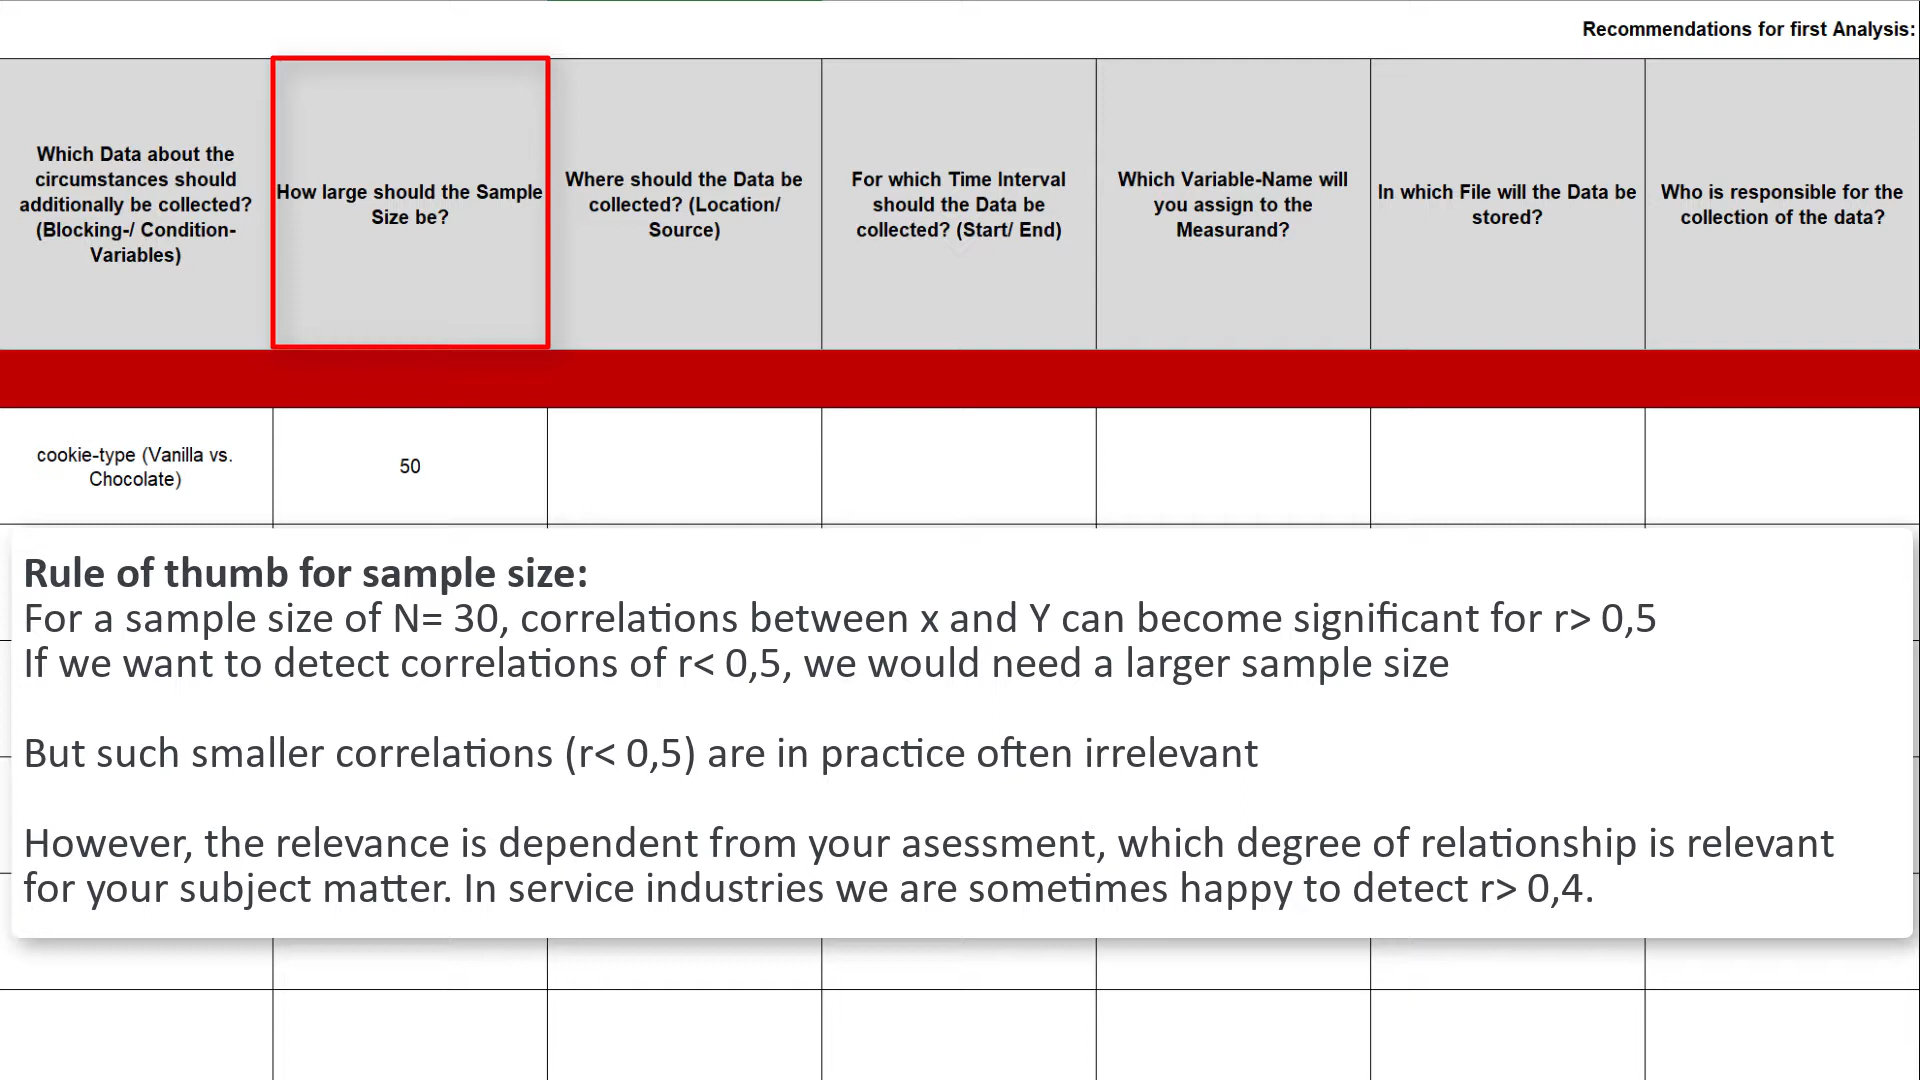 Recommendations for first Analysis:
Which Data about the
circumstances should
additionally be collected?
(Blocking-/ Condition-
Variables)
How large should the Sample
Size be?
Where should the Data be
collected? (Location/
Source)
For which Time Interval
should the Data be
collected? (Start/ End)
Which Variable-Name will
you assign to the
Measurand?
In which File will the Data be
stored?
Who is responsible for the
collection of the data?
cookie-type (Vanilla vs.
Chocolate)
50
Rule of thumb for sample size:
For a sample size of N= 30, correlations between x and Y can become significant for r> 0,5
If we want to detect correlations of r< 0,5, we would need a larger sample size
But such smaller correlations (r< 0,5) are in practice often irrelevant
However, the relevance is dependent from your asessment, which degree of relationship is relevant
for your subject matter. In service industries we are sometimes happy to detect r> 0,4.